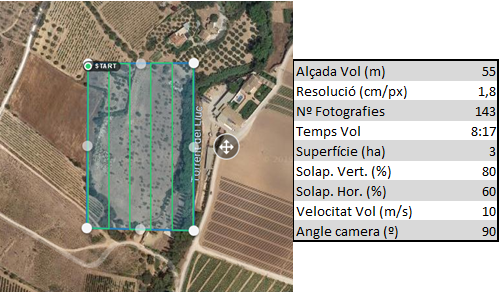 START
Torrent del Lluc
Alçada Vol (m) 55
Resolució (cm/px) 1,8
Nº Fotografies 143
Temps Vol 8:17
Superfície (ha) 3
Solap. Vert. (%) 80
Solap. Hor. (%) 60
Velocitat Vol (m/s) 10
Angle camera (º) 90